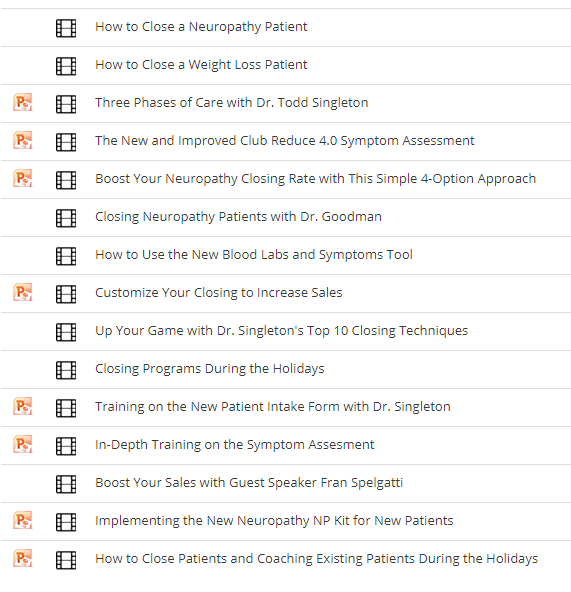 How to Close a Neuropathy Patient
How to Close a Weight Loss Patient
Three Phases of Care with Dr. Todd Singleton
The New and Improved Club Reduce 4.0 Symptom Assessment
Boost Your Neuropathy Closing Rate with This Simple 4-Option Approach
Closing Neuropathy Patients with Dr. Goodman
How to Use the New Blood Labs and Symptoms Tool
Customize Your Closing to Increase Sales
Up Your Game with Dr. Singleton's Top 10 Closing Techniques
Closing Programs During the Holidays
Training on the New Patient Intake Form with Dr. Singleton
In-Depth Training on the Symptom Assesment
Boost Your Sales with Guest Speaker Fran Spelgatti
Implementing the New Neuropathy NP Kit for New Patients
How to Close Patients and Coaching Existing Patients During the Holidays